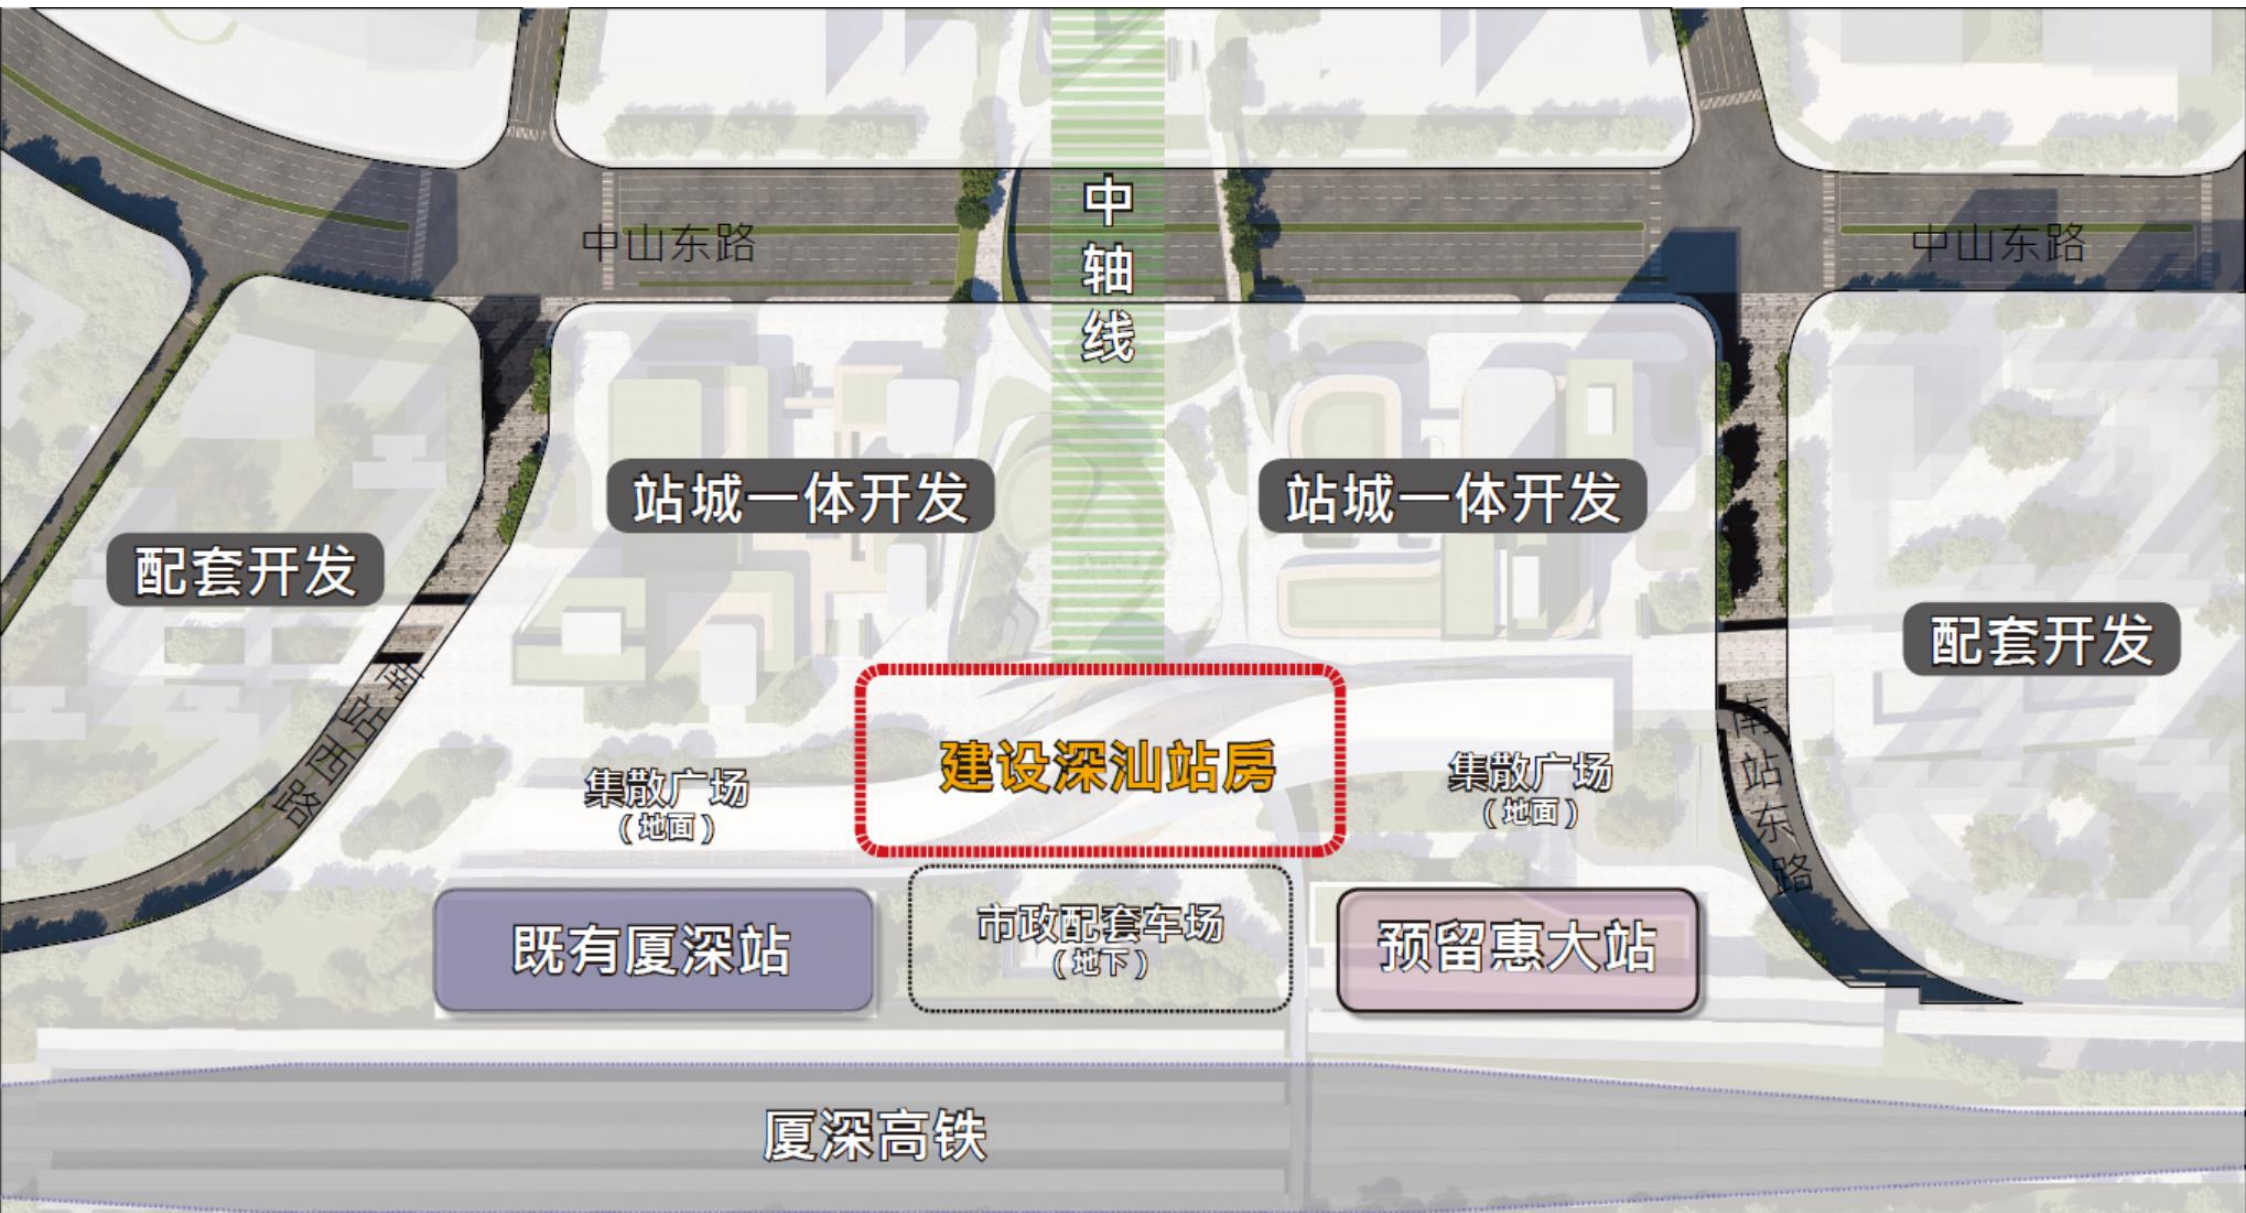 中山东路
中山东路
中轴线
站城一体开发
站城一体开发
配套开发
配套开发
站西路
南站东路
建设深汕站房
集散广场
(地面)
集散广场
(地面)
既有厦深站
市政配套车场
(地下)
预留惠大站
厦深高铁